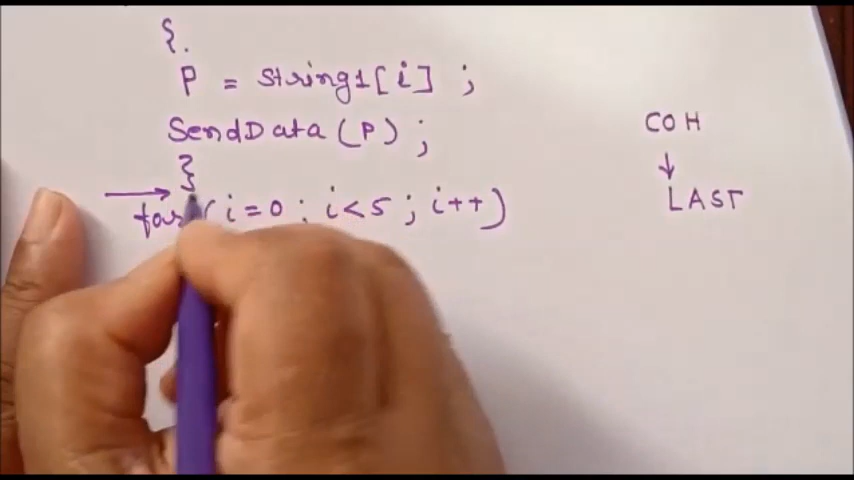 {.
P = String1[i] ;
SendData (P) ;
}
for ( i = 0 ; i < 5 ; i++)
COH
LAST